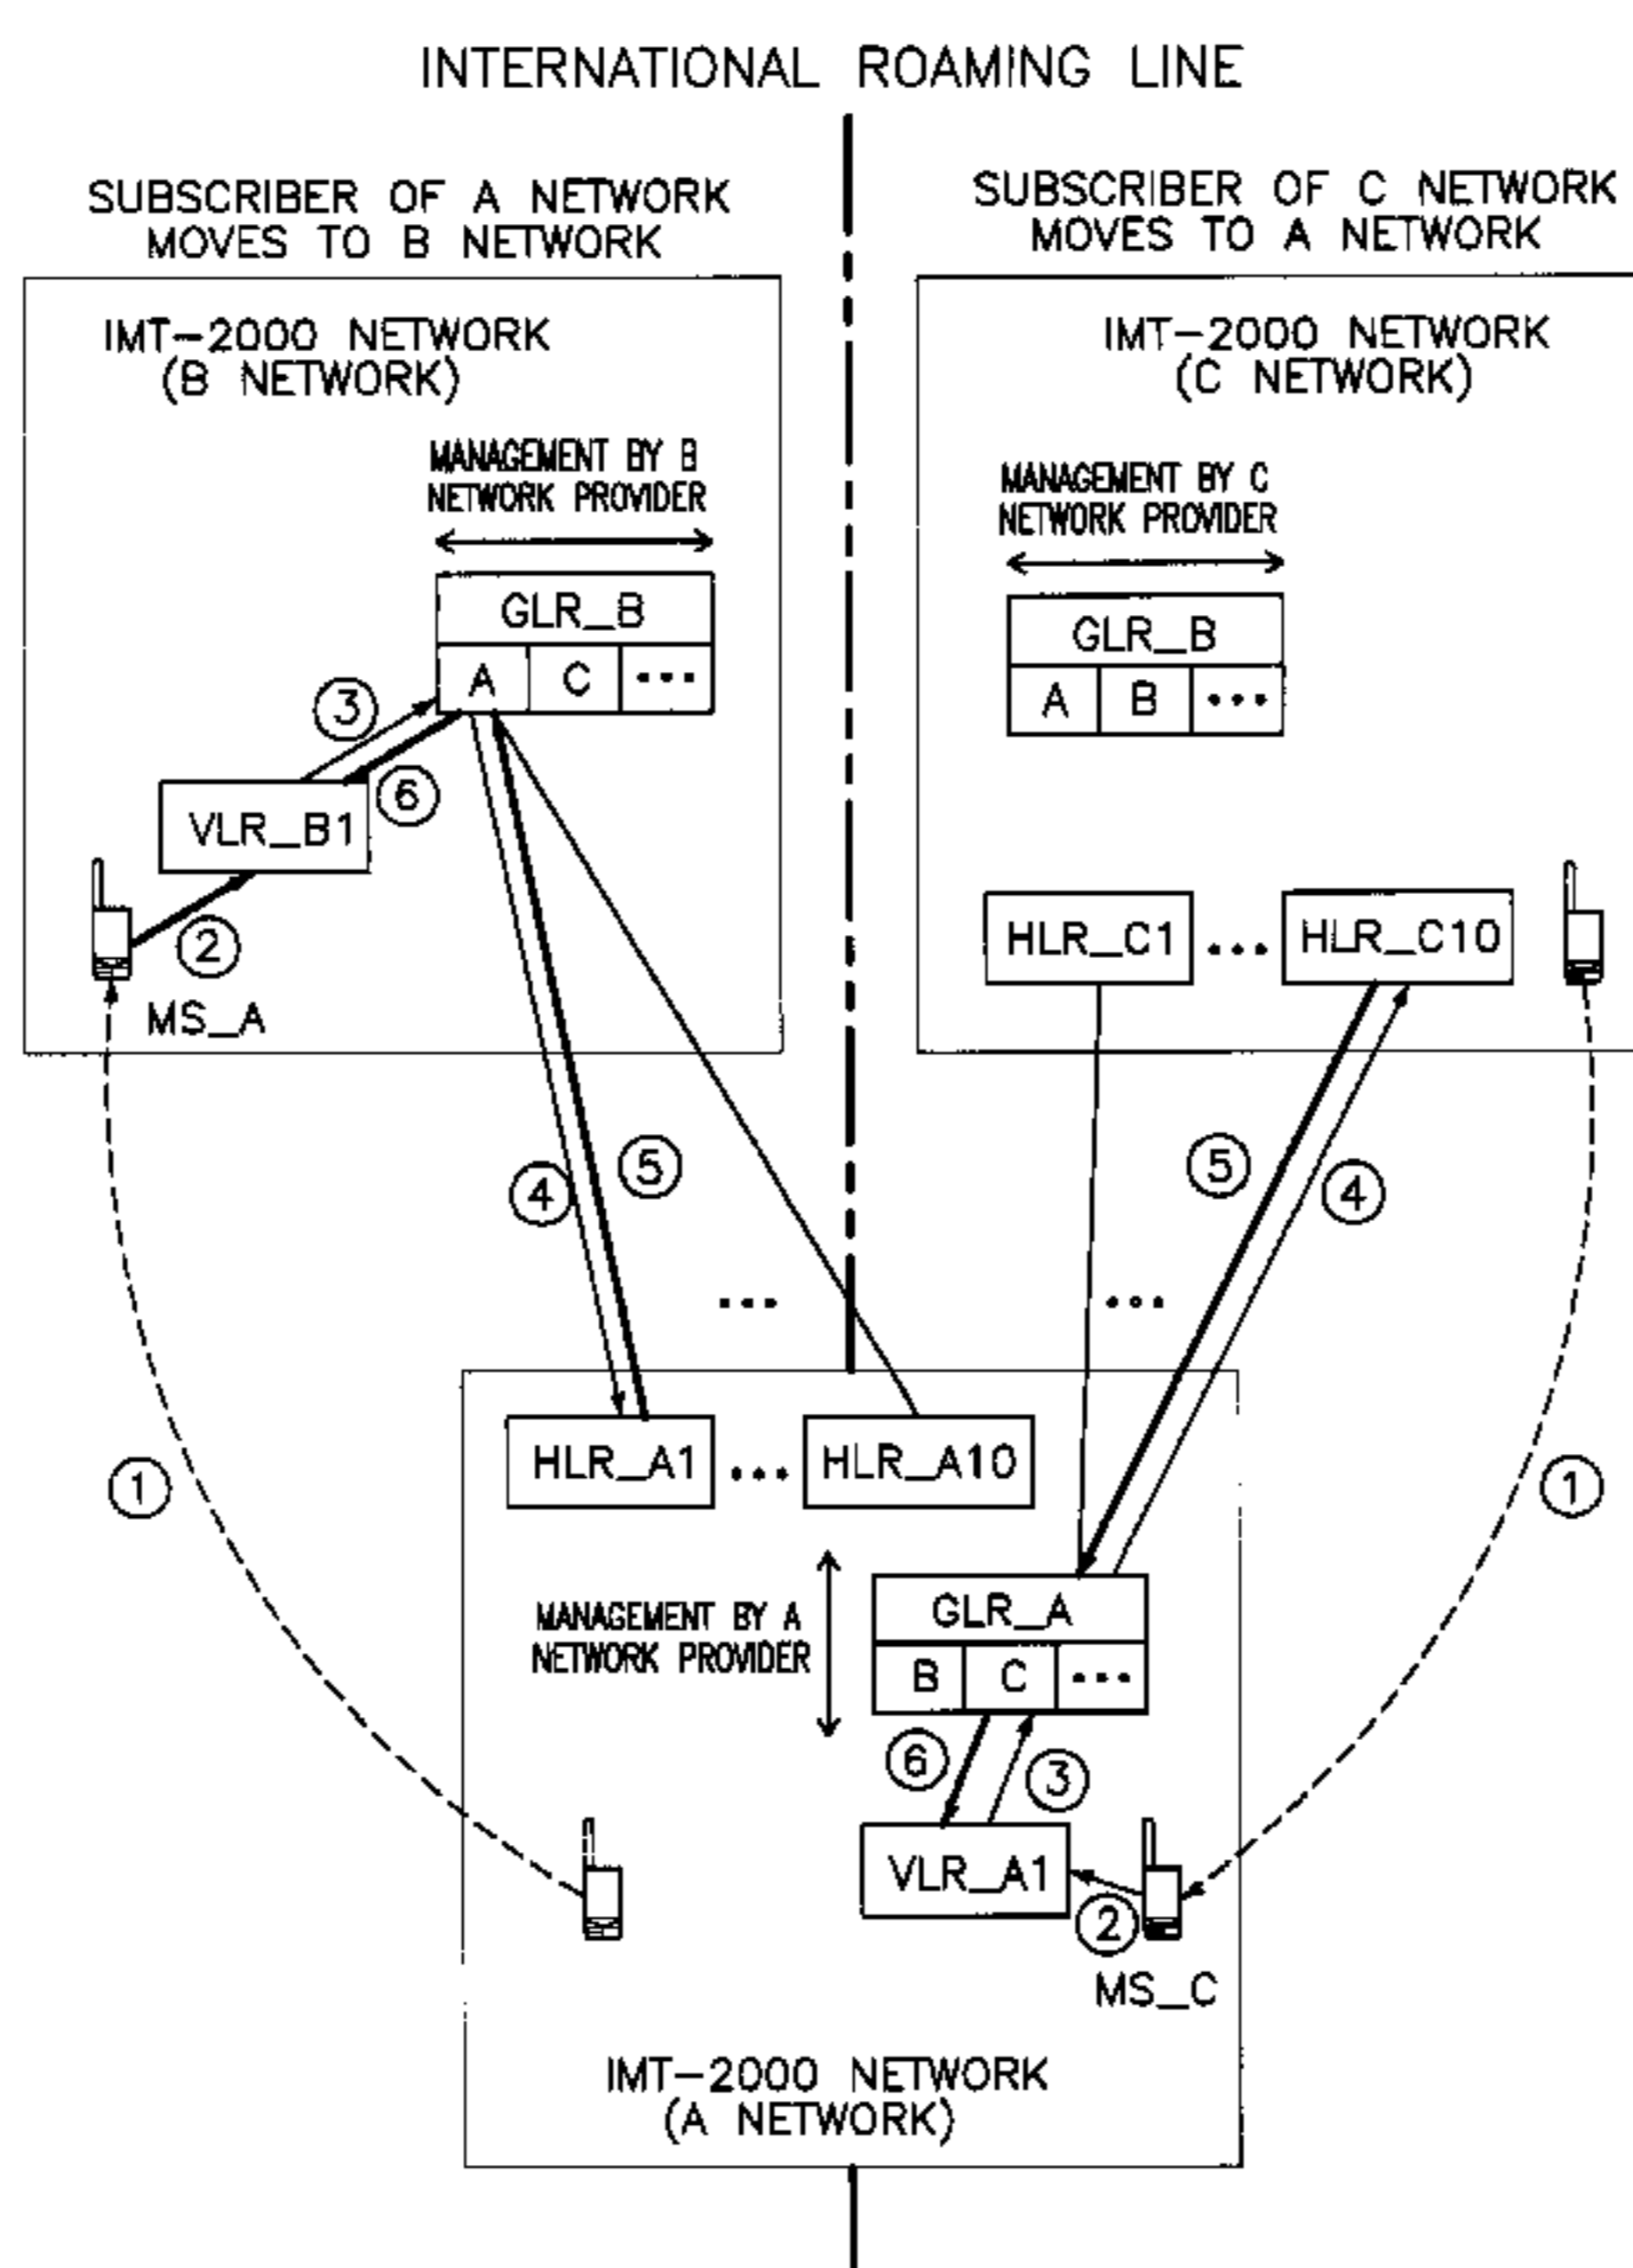 INTERNATIONAL ROAMING LINE
SUBSCRIBER OF A NETWORK
MOVES TO B NETWORK
SUBSCRIBER OF C NETWORK
MOVES TO A NETWORK
IMT-2000 NETWORK
(B NETWORK)
IMT-2000 NETWORK
(C NETWORK)
MANAGEMENT BY B
NETWORK PROVIDER
MANAGEMENT BY C
NETWORK PROVIDER
GLR_B
A C •••
GLR_B
A B •••
③
⑥
VLR_B1
②
MS_A
HLR_C1 ••• HLR_C10
④ ⑤
⑤ ④
•••
•••
HLR_A1 ••• HLR_A10
①
①
MANAGEMENT BY A
NETWORK PROVIDER
GLR_A
B C •••
⑥ ③
VLR_A1
②
MS_C
IMT-2000 NETWORK
(A NETWORK)